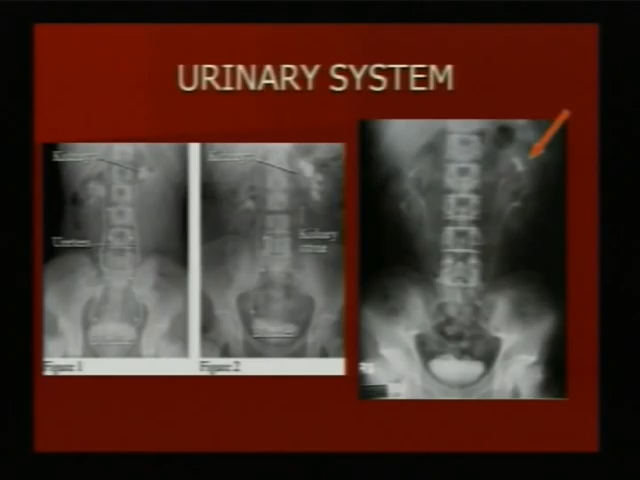 URINARY SYSTEM
Kidney
Kidney
Ureter
Kidney
stone
Figure 1
Figure 2